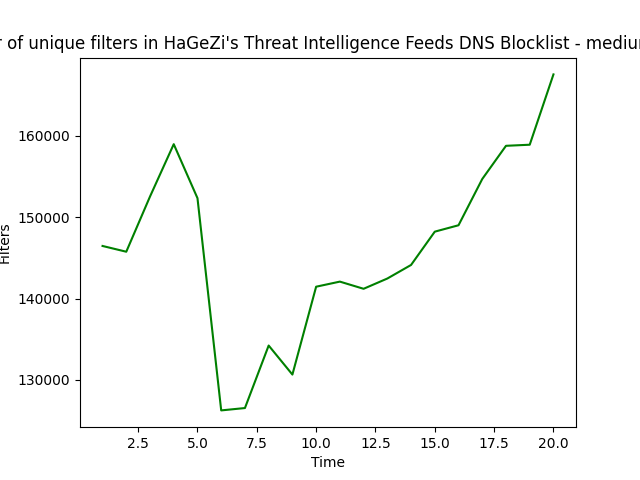 r of unique filters in HaGeZi's Threat Intelligence Feeds DNS Blocklist - mediu
160000
150000
140000
130000
Filters
2.5 5.0 7.5 10.0 12.5 15.0 17.5 20.0
Time